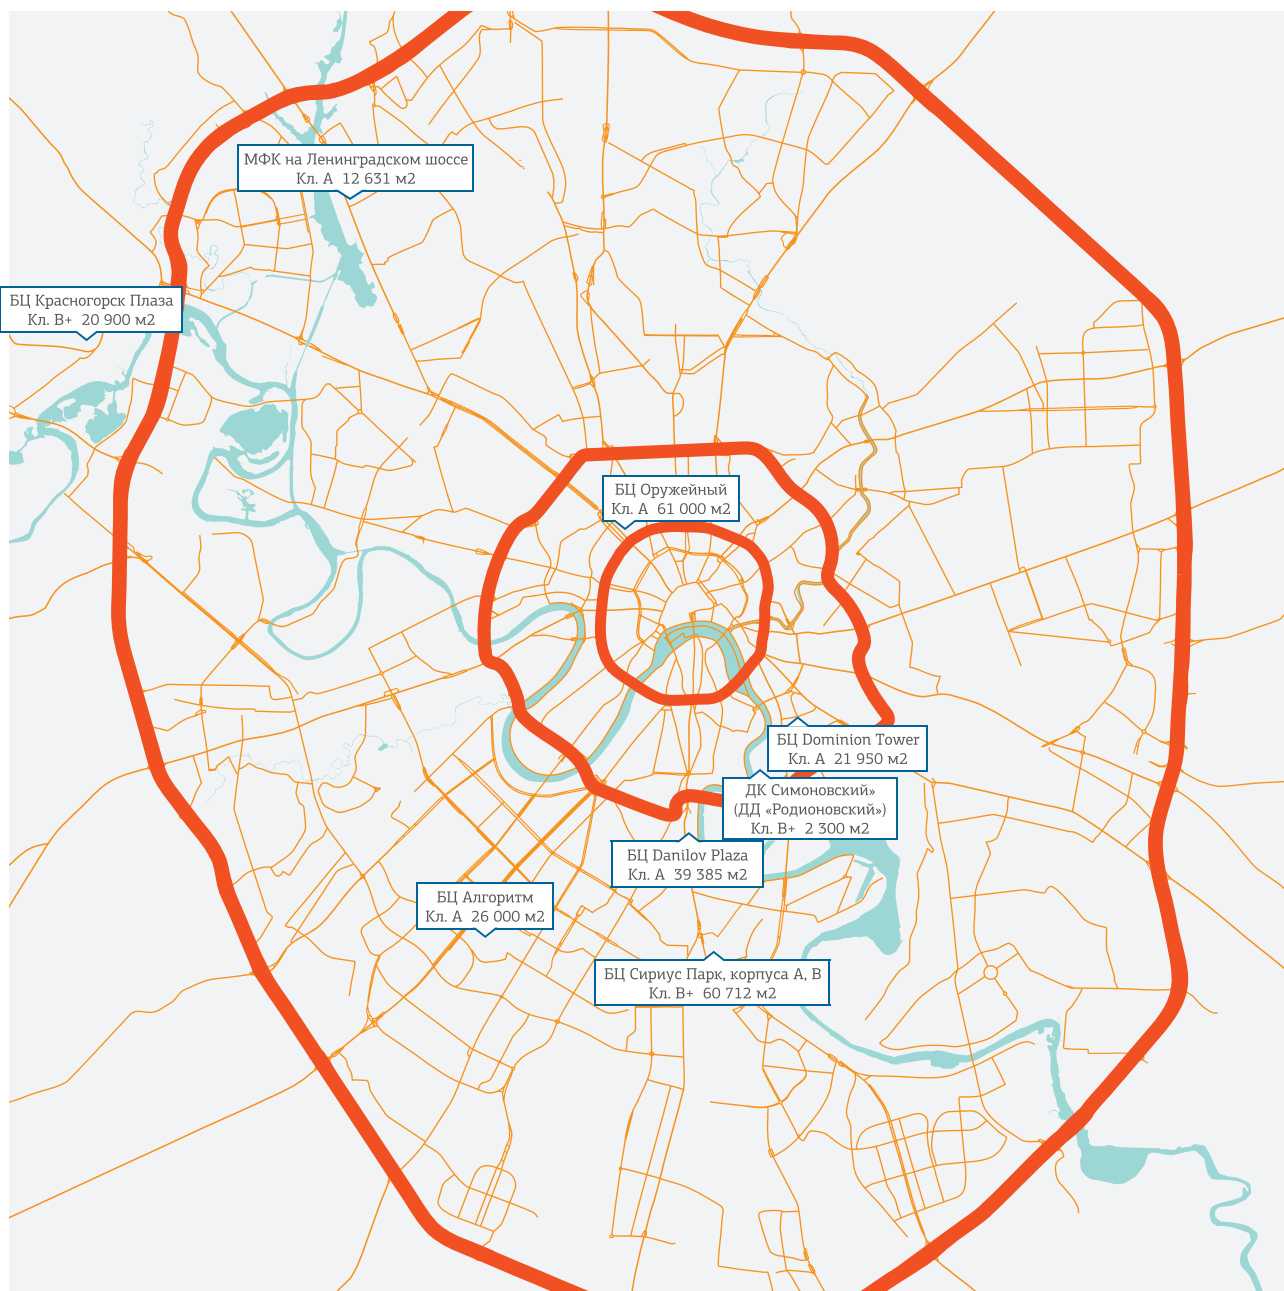 МФК на Ленинградском шоссе
Кл. А 12 631 м2
БЦ Красногорск Плаза
Кл. В+ 20 900 м2
БЦ Оружейный
Кл. А 61 000 м2
БЦ Dominion Tower
Кл. А 21 950 м2
ДК Симоновский»
(ДД «Родионовский»)
Кл. В+ 2 300 м2
БЦ Danilov Plaza
Кл. А 39 385 м2
БЦ Алгоритм
Кл. А 26 000 м2
БЦ Сириус Парк, корпуса А, В
Кл. В+ 60 712 м2